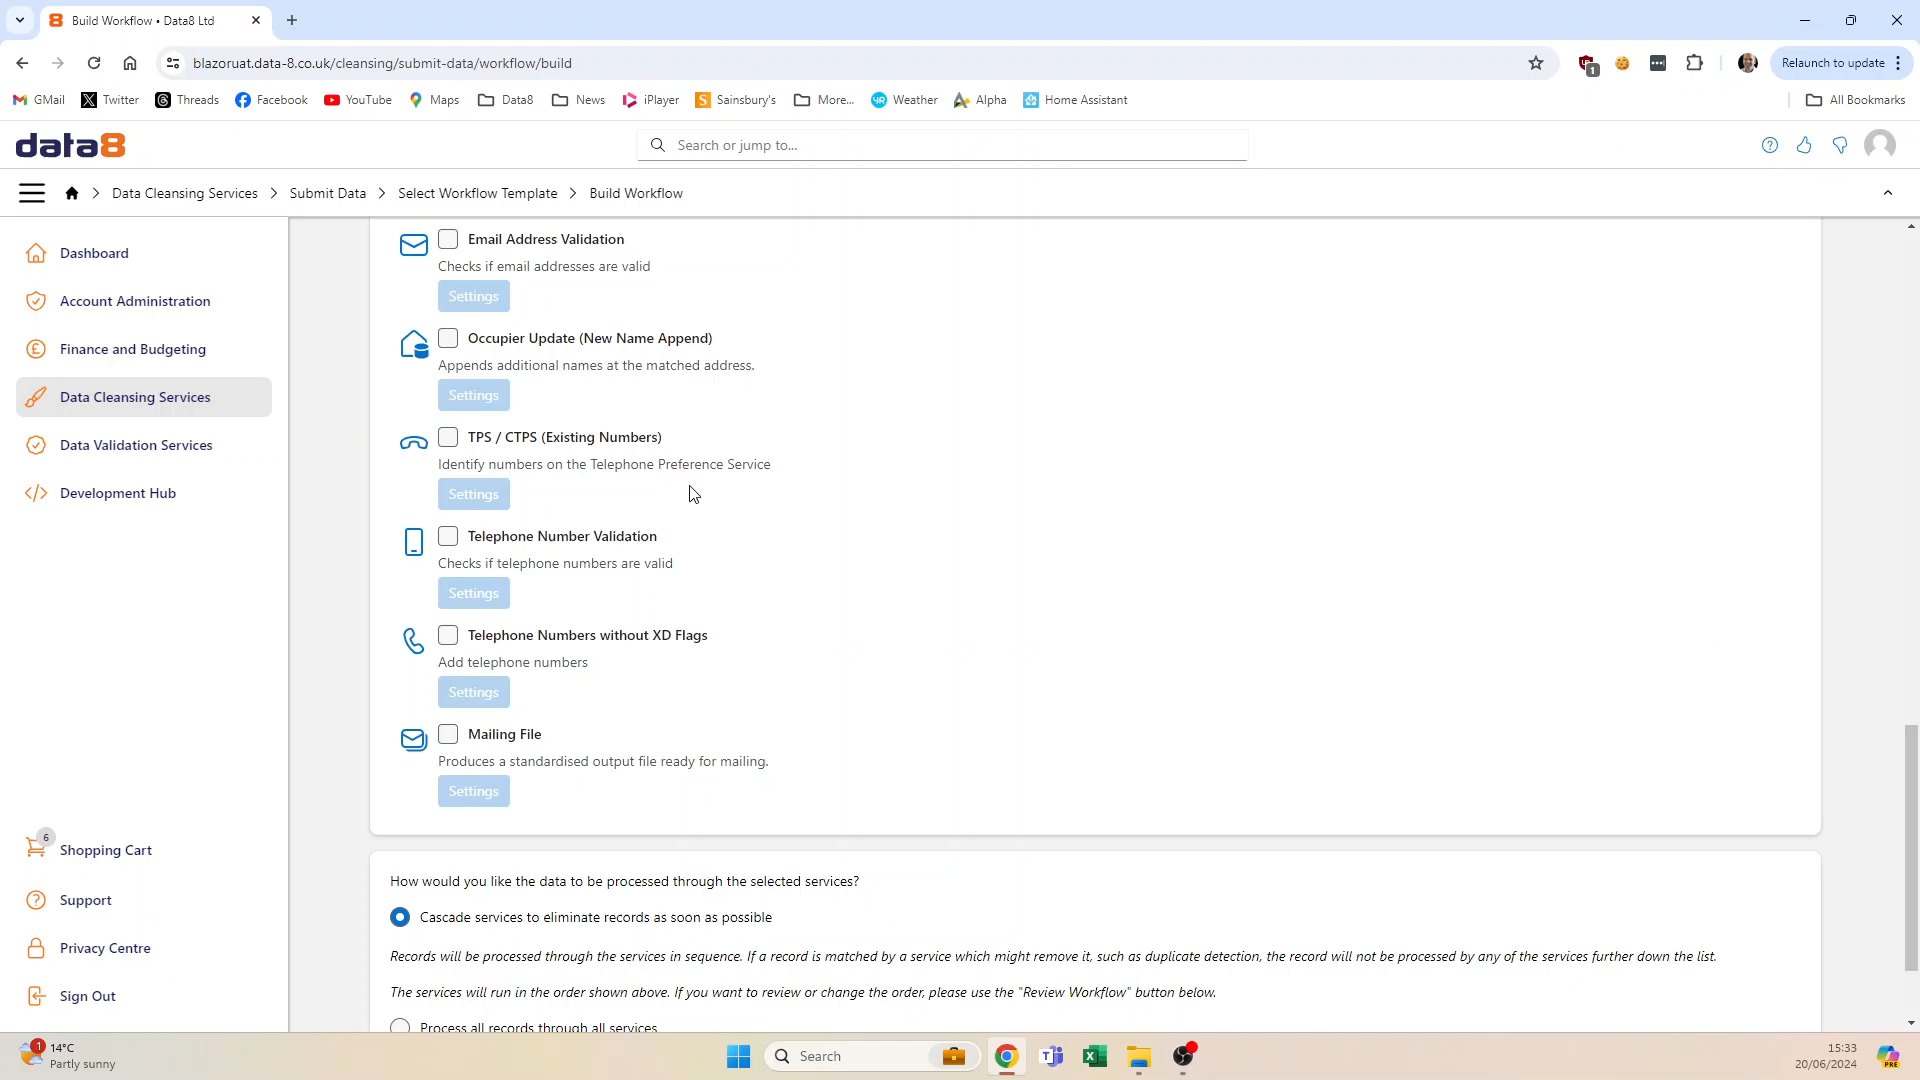 Build Workflow • Data8 Ltd
blazoruat.data-8.co.uk/cleansing/submit-data/workflow/build
1
Relaunch to update
GMail
Twitter
Threads
Facebook
YouTube
Maps
Data8
News
iPlayer
Sainsbury's
More...
Weather
Alpha
Home Assistant
All Bookmarks
data8
Search or jump to...
Data Cleansing Services
Submit Data
Select Workflow Template
Build Workflow
Dashboard
Account Administration
Finance and Budgeting
Data Cleansing Services
Data Validation Services
Development Hub
6
Shopping Cart
Support
Privacy Centre
Sign Out
Email Address Validation
Checks if email addresses are valid
Settings
Occupier Update (New Name Append)
Appends additional names at the matched address.
Settings
TPS / CTPS (Existing Numbers)
Identify numbers on the Telephone Preference Service
Settings
Telephone Number Validation
Checks if telephone numbers are valid
Settings
Telephone Numbers without XD Flags
Add telephone numbers
Settings
Mailing File
Produces a standardised output file ready for mailing.
Settings
How would you like the data to be processed through the selected services?
Cascade services to eliminate records as soon as possible
Records will be processed through the services in sequence. If a record is matched by a service which might remove it, such as duplicate detection, the record will not be processed by any of the services further down the list.
The services will run in the order shown above. If you want to review or change the order, please use the "Review Workflow" button below.
Process all records through all services
1
14°C
Partly sunny
Search
15:33
20/06/2024
PRE